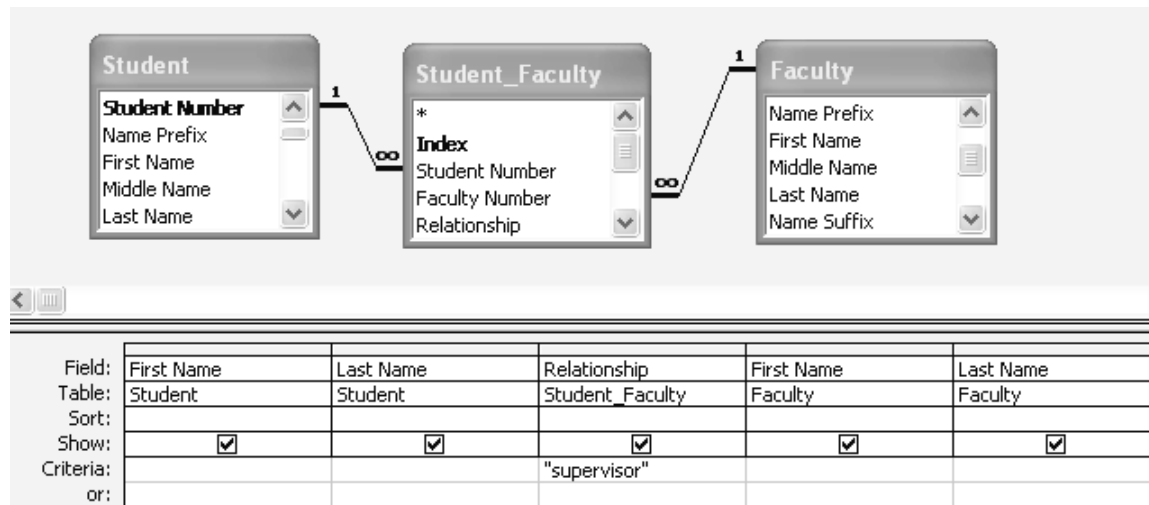 Student
Student Number
Name Prefix
First Name
Middle Name
Last Name
1
∞
Student_Faculty
*
Index
Student Number
Faculty Number
Relationship
∞
1
Faculty
Name Prefix
First Name
Middle Name
Last Name
Name Suffix
Field: First Name Last Name Relationship First Name Last Name
Table: Student Student Student_Faculty Faculty Faculty
Sort:
Show:
Criteria: "supervisor"
or: